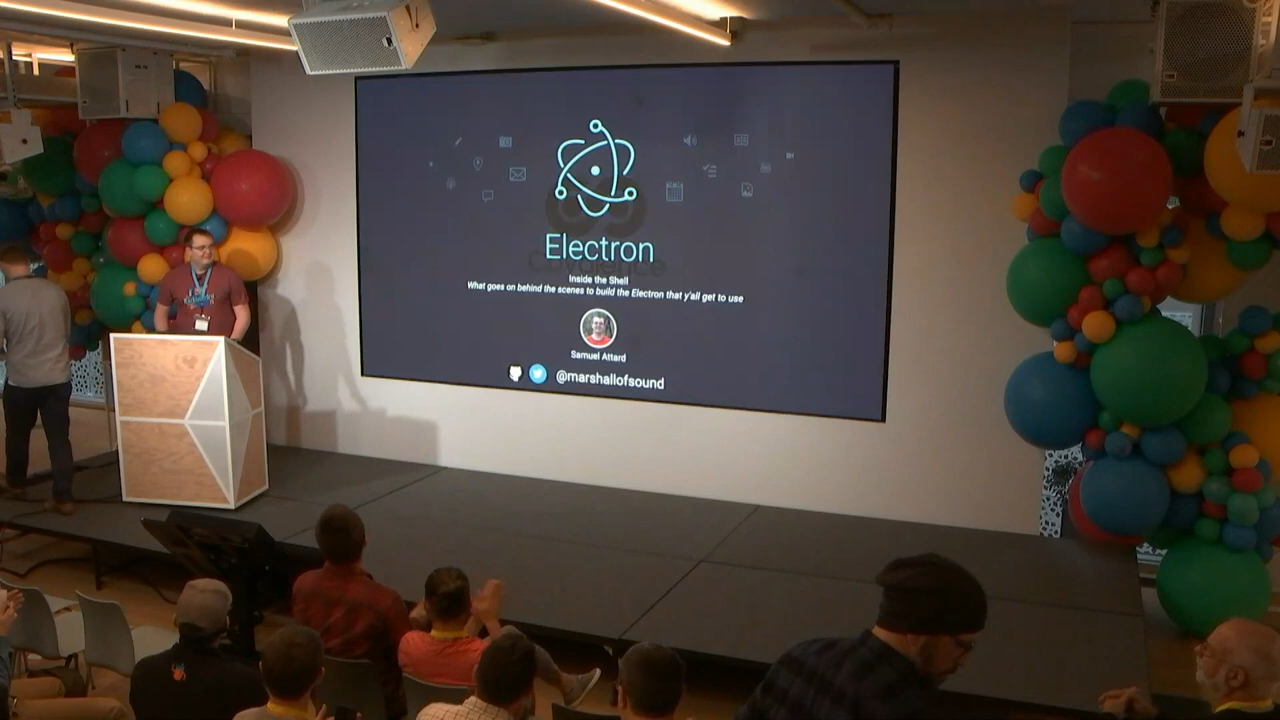 Electron
Inside the Shell
What goes on behind the scenes to build the Electron that y'all get to use
Samuel Attard
@marshallofsound